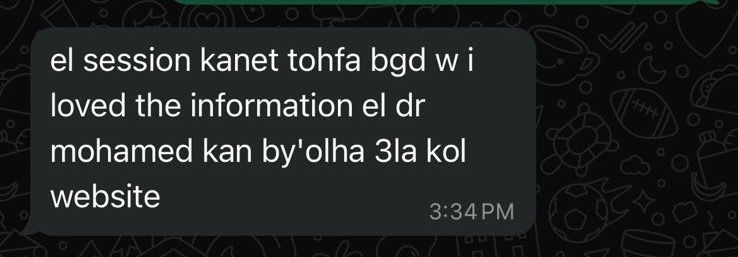 el session kanet tohfa bgd w i
loved the information el dr
mohamed kan by'olha 3la kol
website
3:34 PM